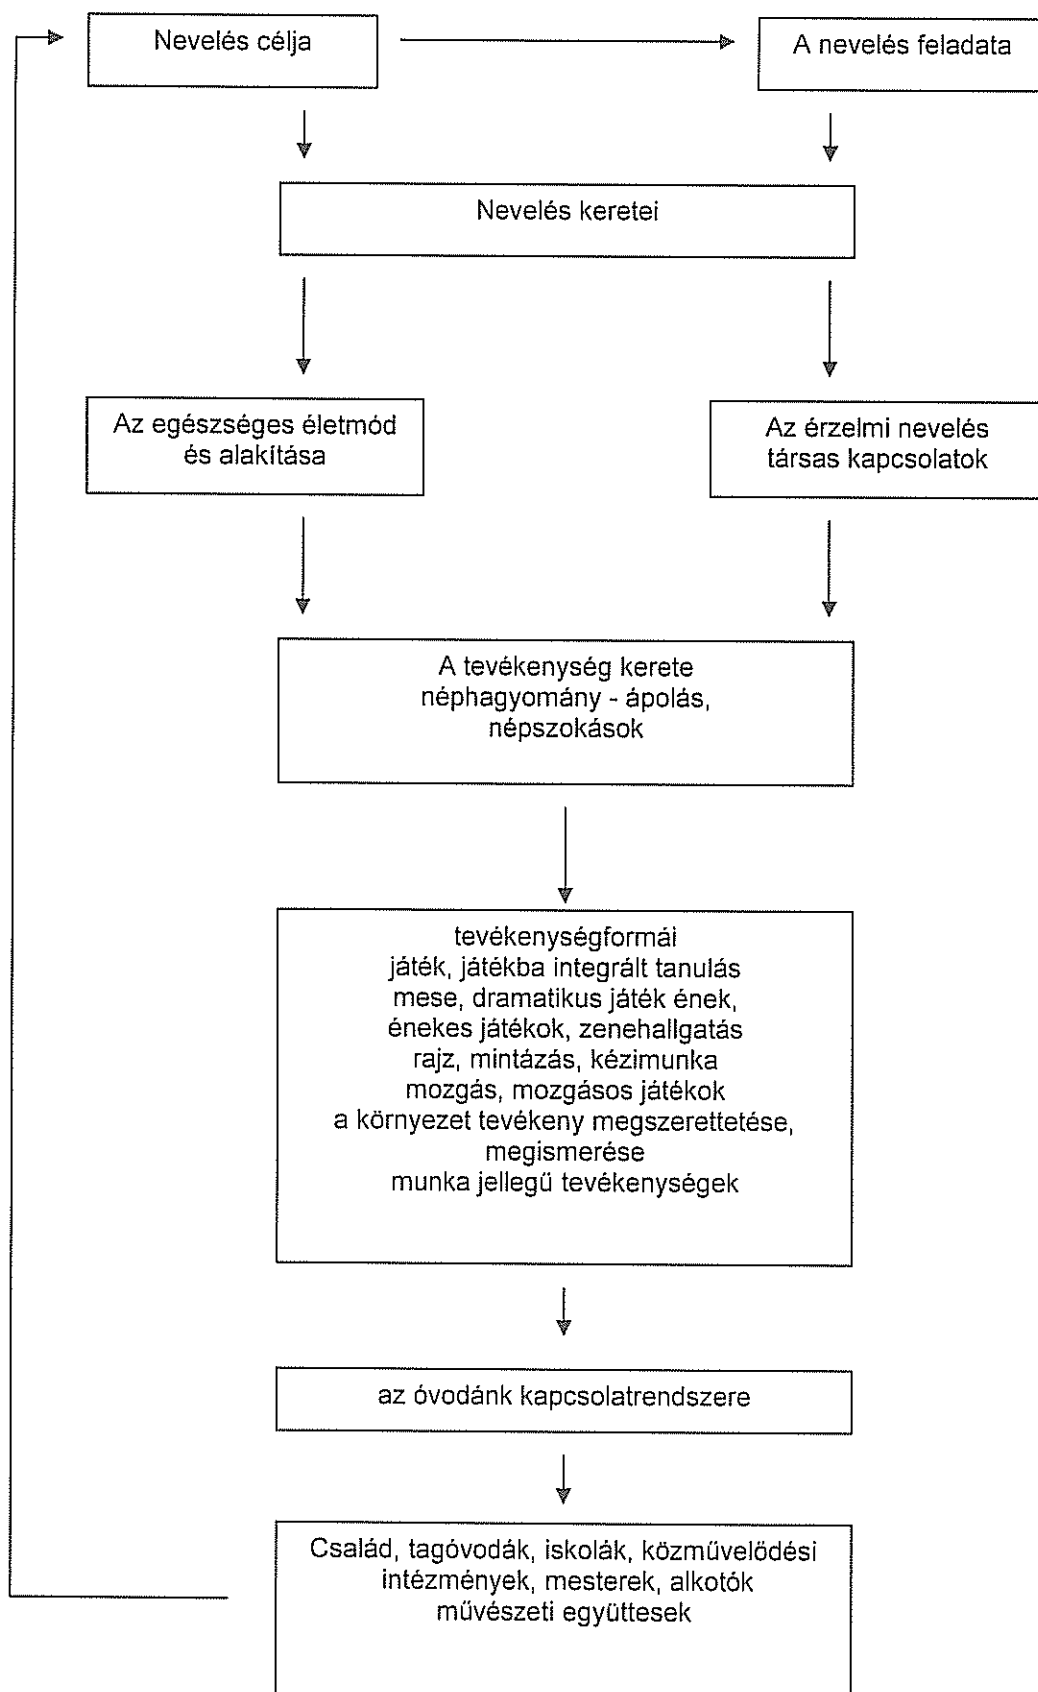 Nevelés célja
A nevelés feladata
Nevelés keretei
Az egészséges életmód
és alakítása
Az érzelmi nevelés
társas kapcsolatok
A tevékenység kerete
néphagyomány - ápolás,
népszokások
tevékenységformái
játék, játékba integrált tanulás
mese, dramatikus játék ének,
énekes játékok, zenehallgatás
rajz, mintázás, kézimunka
mozgás, mozgásos játékok
a környezet tevékeny megszerettetése,
megismerése
munka jellegű tevékenységek
az óvodánk kapcsolatrendszere
Család, tagóvodák, iskolák, közművelődési
intézmények, mesterek, alkotók
művészeti együttesek